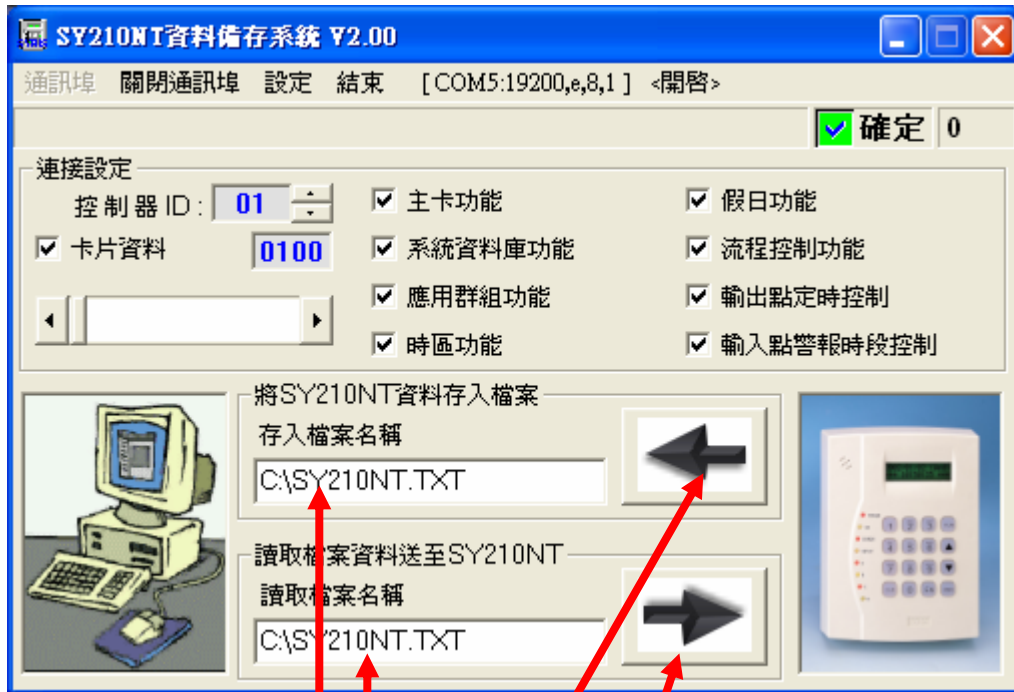 SY210NT資料備存系統 V2.00
通訊埠 關閉通訊埠 設定 結束 [ COM5:19200,e,8,1 ] <開啓>
確定 0
連接設定
控制器ID: 01
主卡功能
假日功能
卡片資料 0100
系統資料庫功能
流程控制功能
應用群組功能
輸出點定時控制
時區功能
輸入點警報時段控制
將SY210NT資料存入檔案
存入檔案名稱
C:\SY210NT.TXT
讀取檔案資料送至SY210NT
讀取檔案名稱
C:\SY210NT.TXT